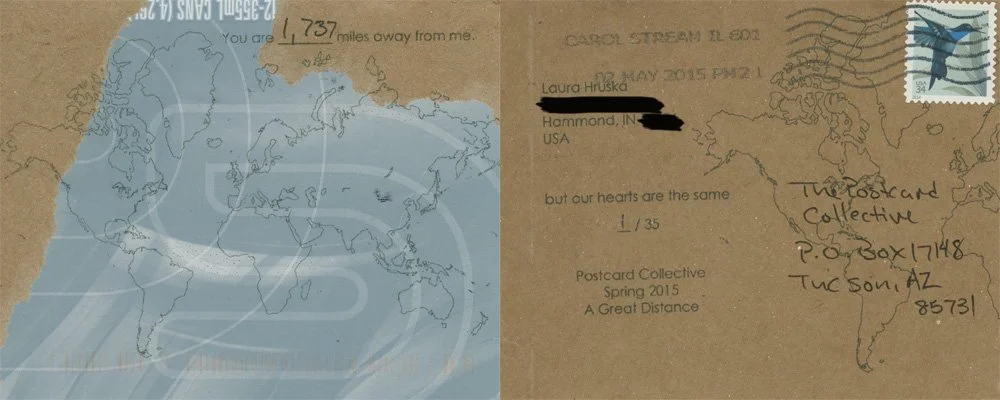 12-355mL CANS (4.26
You are 1,737 miles away from me.
CAROL STREAM IL 601
02 MAY 2015 PM 2 L
Laura Hruska
Hammond, IN
USA
but our hearts are the same
1 / 35
Postcard Collective
Spring 2015
A Great Distance
The Postcard
Collective
P.O. Box 17148
Tucson, AZ
85731
USA
34